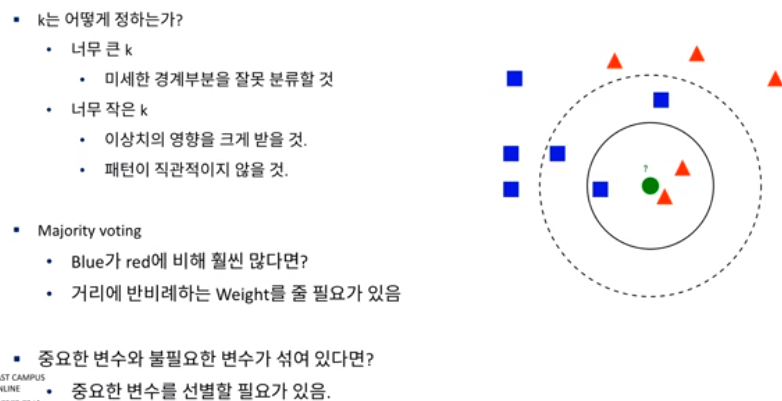 k는 어떻게 정하는가?
너무 큰 k
미세한 경계부분을 잘못 분류할 것
너무 작은 k
이상치의 영향을 크게 받을 것.
패턴이 직관적이지 않을 것.
Majority voting
Blue가 red에 비해 훨씬 많다면?
거리에 반비례하는 Weight를 줄 필요가 있음
중요한 변수와 불필요한 변수가 섞여 있다면?
중요한 변수를 선별할 필요가 있음.
?
AST CAMPUS
NLINE